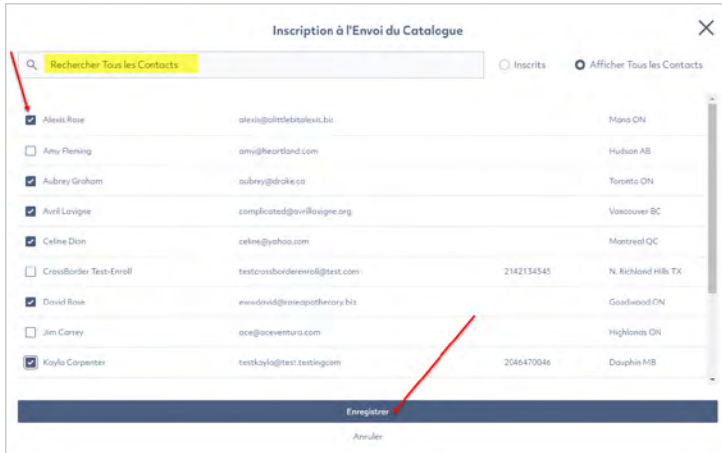 Inscription à l'Envoi du Catalogue
Rechercher Tous les Contacts Inscrits Afficher Tous les Contacts
Alexis Rose alexis@alittlebitalexis.biz Mono ON
Amy Fleming amy@heartland.com Hudson AB
Aubrey Graham aubrey@drake.ca Toronto ON
Avril Lavigne complicated@avrillavigne.org Vancouver BC
Celine Dion celine@yahoo.com Montreal QC
CrossBorder Test-Enroll testcrossborderenroll@test.com 2142134545 N. Richland Hills TX
David Rose ewwdavid@roseapothecary.biz Goodwood ON
Jim Carrey ace@aceventura.com Highlands ON
Kayla Carpenter testkayla@test.testingcom 2046470046 Dauphin MB
Enregistrer
Annuler